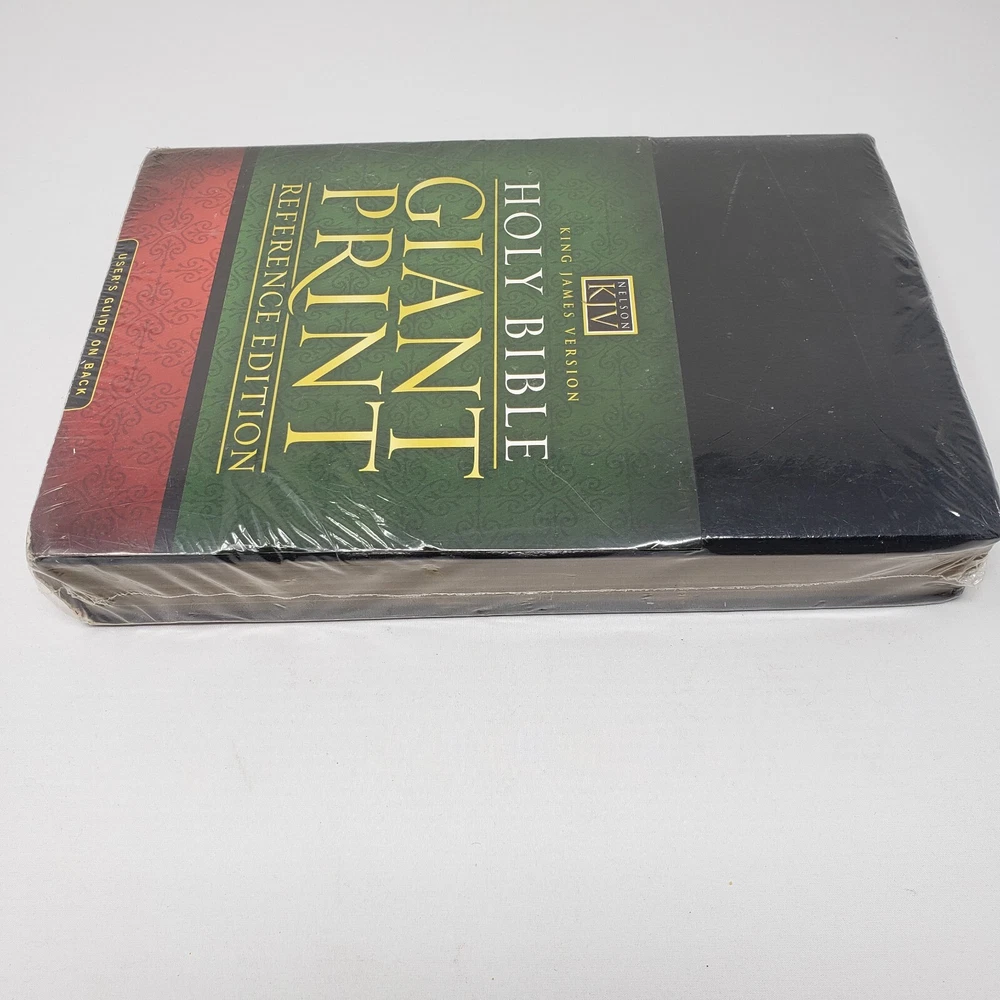 NELSON
KJV
KING JAMES VERSION
HOLY BIBLE
GIANT
PRINT
REFERENCE EDITION
USER'S GUIDE ON BACK